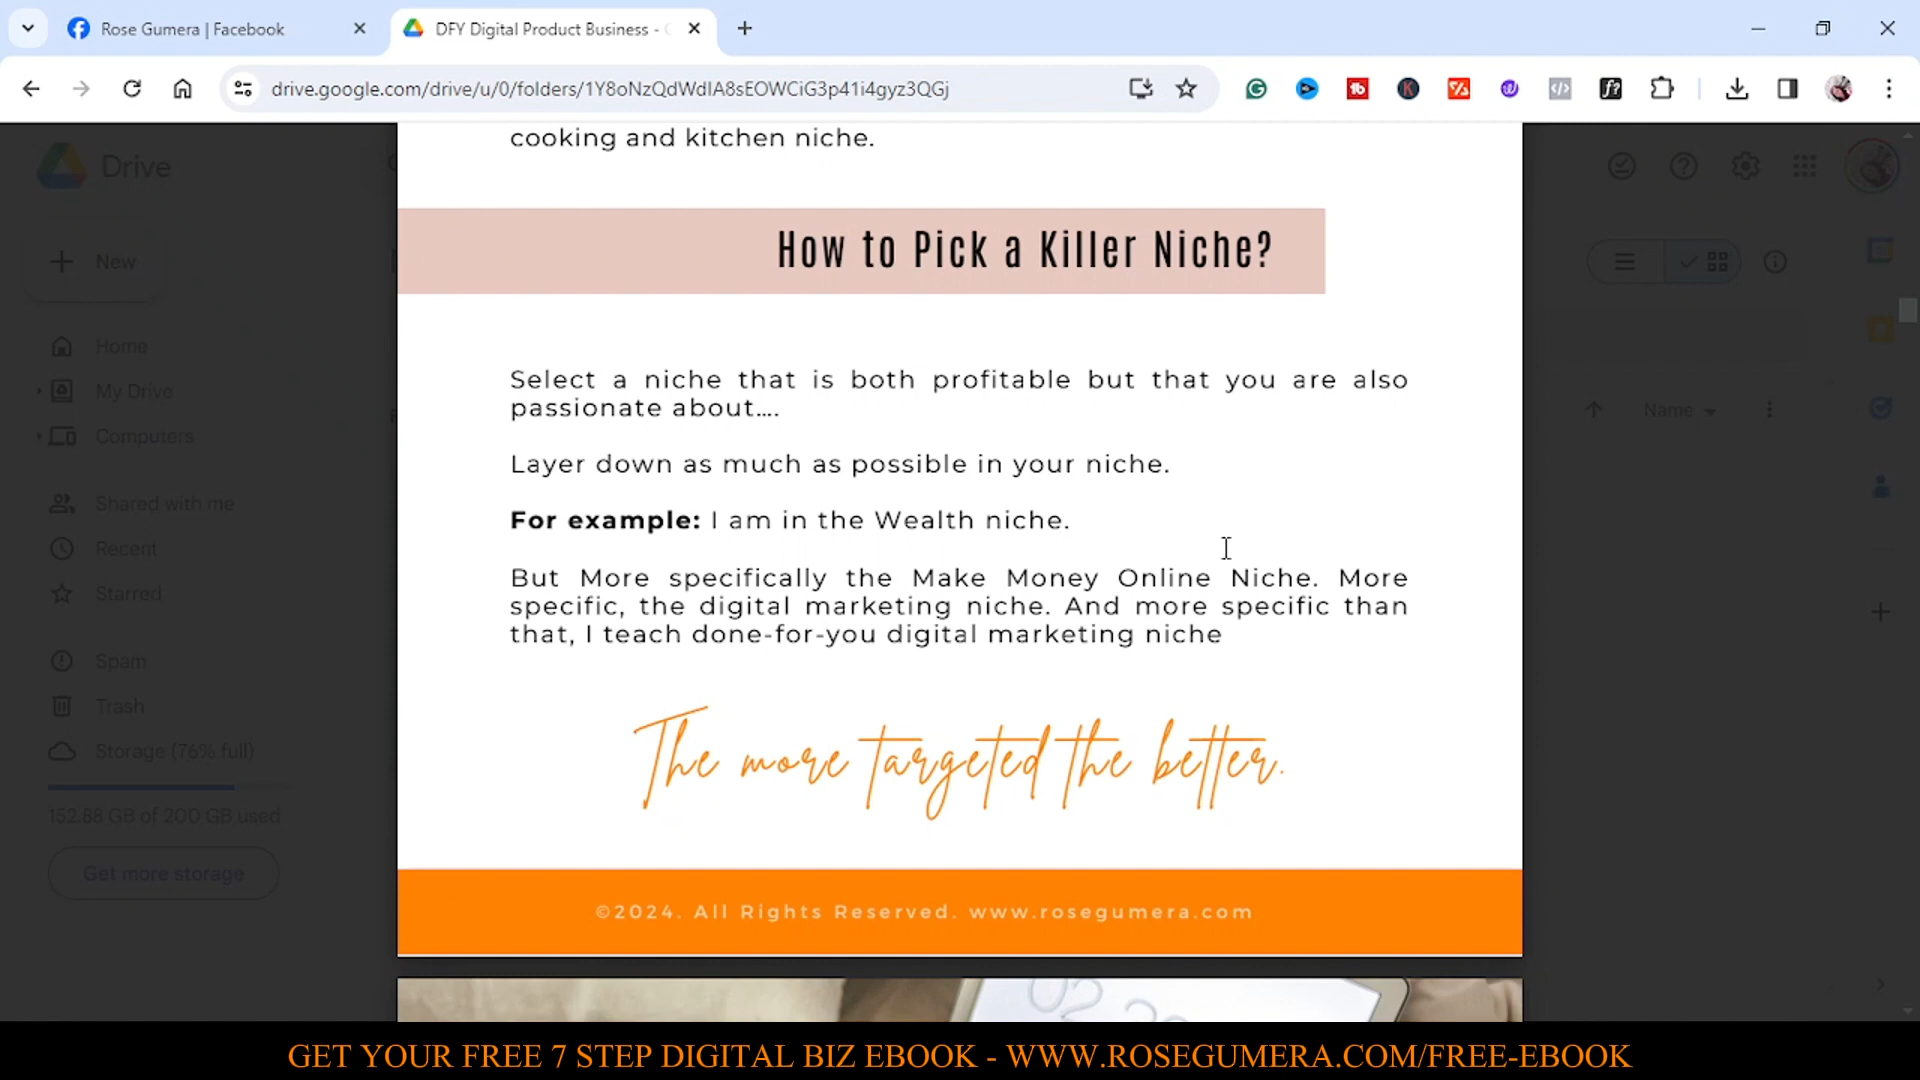 Rose Gumera | Facebook
DFY Digital Product Business -
drive.google.com/drive/u/0/folders/1Y8oNzQdWdIA8sEOWCiG3p41i4gyz3QGj
Drive
New
Home
My Drive
Computers
Shared with me
Recent
Starred
Spam
Trash
Storage (76% full)
152.88 GB of 200 GB used
Get more storage
Name
cooking and kitchen niche.
How to Pick a Killer Niche?
Select a niche that is both profitable but that you are also
passionate about....
Layer down as much as possible in your niche.
For example: I am in the Wealth niche.
But More specifically the Make Money Online Niche. More
specific, the digital marketing niche. And more specific than
that, I teach done-for-you digital marketing niche
The more targeted the better.
©2024. All Rights Reserved. www.rosegumera.com
GET YOUR FREE 7 STEP DIGITAL BIZ EBOOK - WWW.ROSEGUMERA.COM/FREE-EBOOK